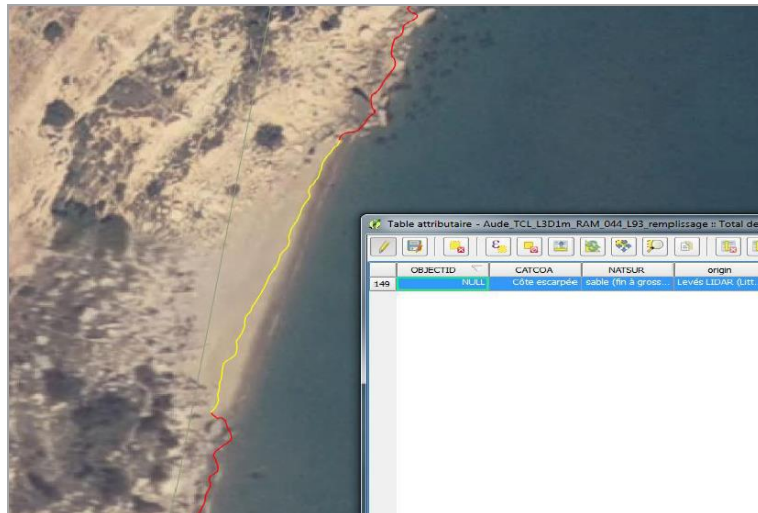 Table attributaire - Aude_TCL_L3D1m_RAM_044_L93_remplissage :: Total de
OBJECTID CATCOA NATSUR origin
149 NULL Côte escarpée sable (fin à gross... Levés LIDAR (Litt...